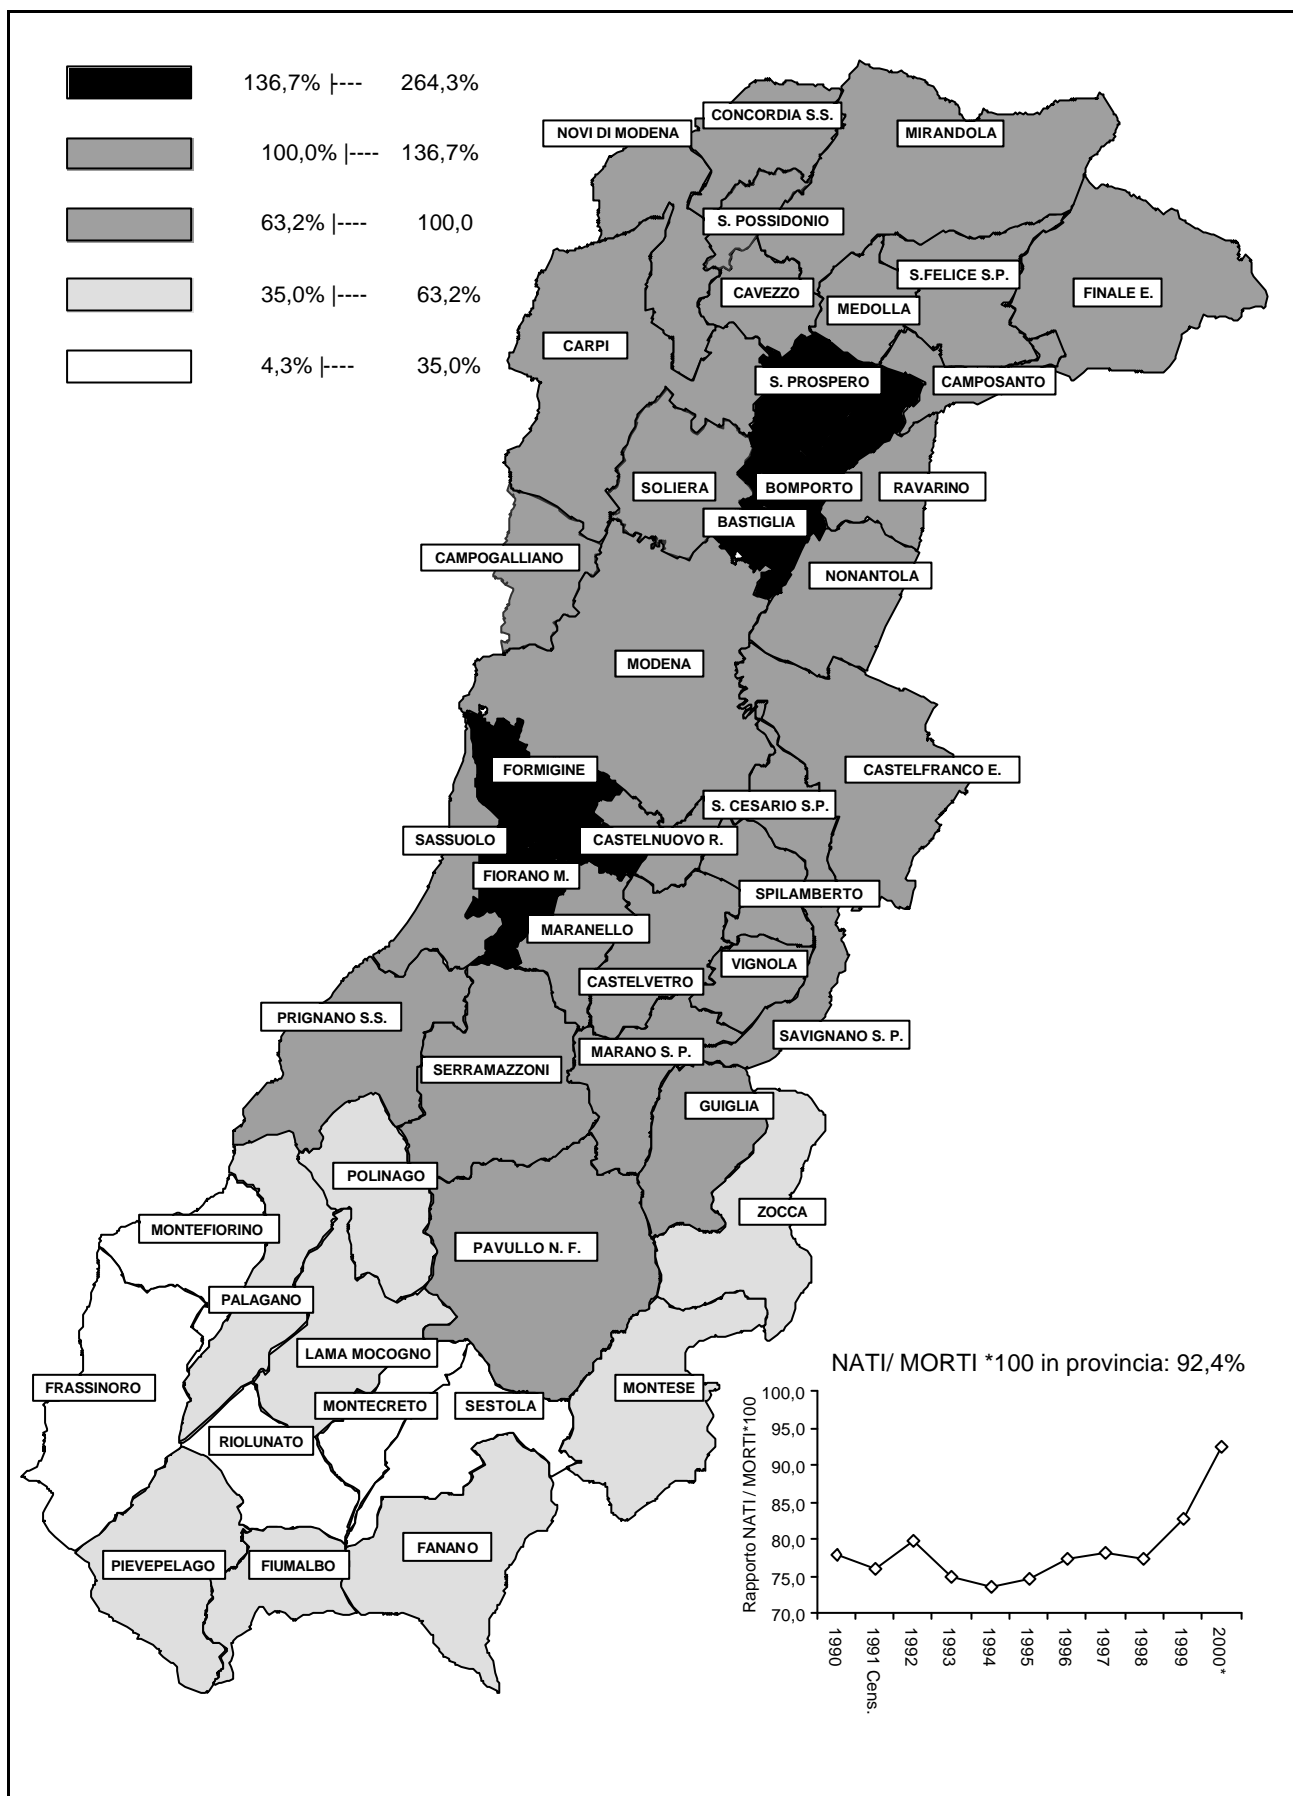 136,7% |---- 264,3%
100,0% |---- 136,7%
63,2% |---- 100,0
35,0% |---- 63,2%
4,3% |---- 35,0%
CONCORDIA S.S.
NOVI DI MODENA
MIRANDOLA
S. POSSIDONIO
S.FELICE S.P.
CAVEZZO
FINALE E.
MEDOLLA
CARPI
S. PROSPERO
CAMPOSANTO
SOLIERA
BOMPORTO
RAVARINO
BASTIGLIA
CAMPOGALLIANO
NONANTOLA
MODENA
FORMIGINE
CASTELFRANCO E.
S. CESARIO S.P.
SASSUOLO
CASTELNUOVO R.
FIORANO M.
SPILAMBERTO
MARANELLO
VIGNOLA
CASTELVETRO
PRIGNANO S.S.
SAVIGNANO S. P.
MARANO S. P.
SERRAMAZZONI
GUIGLIA
POLINAGO
ZOCCA
MONTEFIORINO
PAVULLO N. F.
PALAGANO
LAMA MOCOGNO
FRASSINORO
MONTESE
MONTECRETO
SESTOLA
RIOLUNATO
FANANO
PIEVEPELAGO
FIUMALBO
NATI/ MORTI *100 in provincia: 92,4%
Rapporto NATI / MORTI*100
100,0
95,0
90,0
85,0
80,0
75,0
70,0
1990
1991 Cens.
1992
1993
1994
1995
1996
1997
1998
1999
2000*